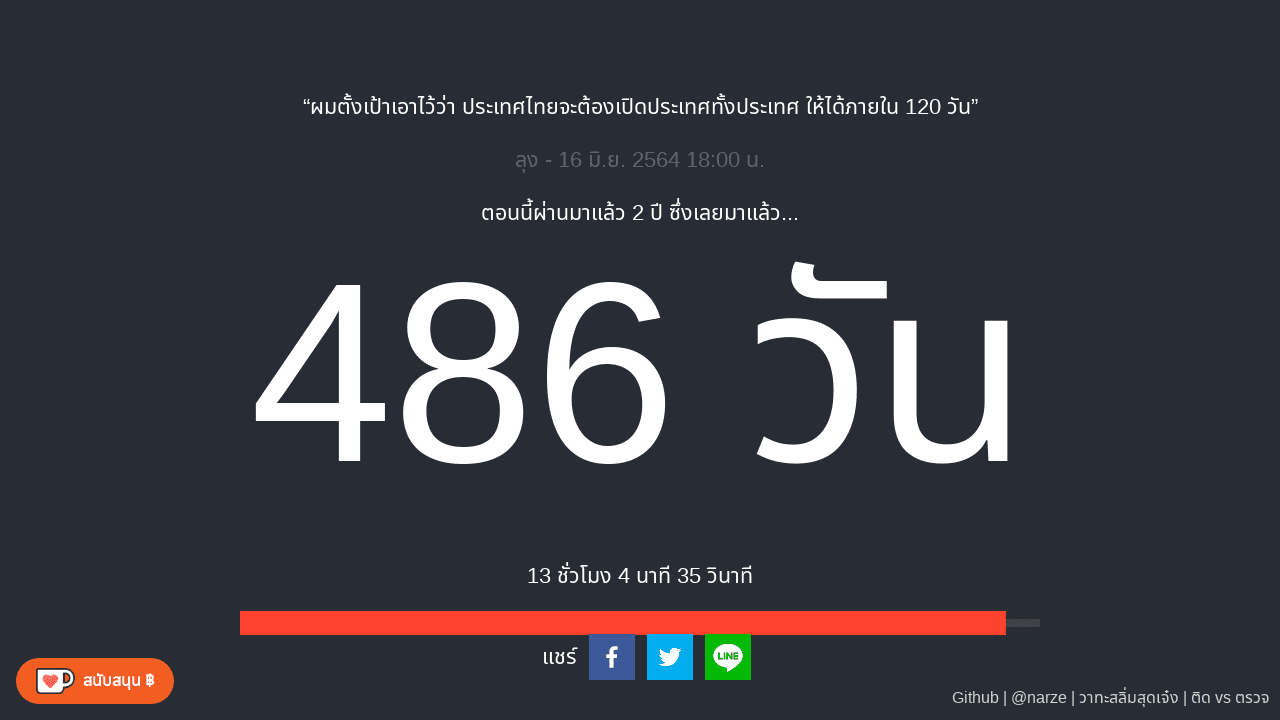 “ผมตั้งเป้าเอาไว้ว่า ประเทศไทยจะต้องเปิดประเทศทั้งประเทศ ให้ได้ภายใน 120 วัน”
ลุง - 16 มิ.ย. 2564 18:00 น.
ตอนนี้ผ่านมาแล้ว 2 ปี ซึ่งเลยมาแล้ว...
486 วัน
13 ชั่วโมง 4 นาที 35 วินาที
แชร์
LINE
สนับสนุน ฿
Github | @narze | วาทะสลิ่มสุดเจ๋ง | ติด vs ตรวจ